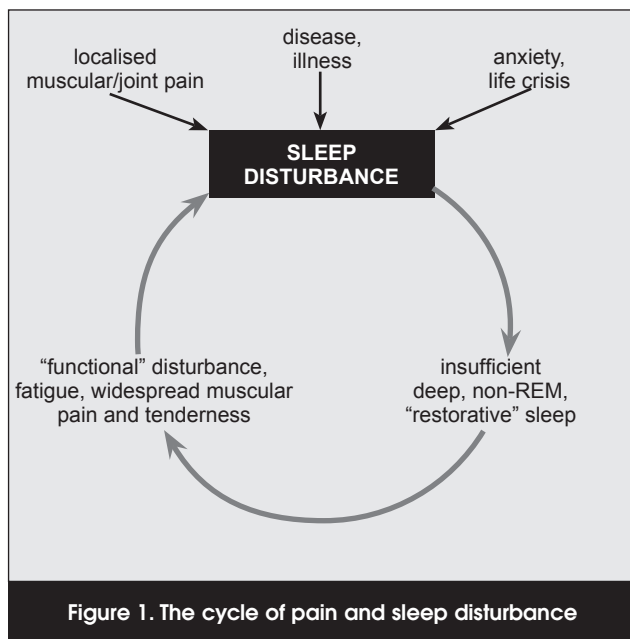 localised
muscular/joint pain
disease,
illness
anxiety,
life crisis
SLEEP
DISTURBANCE
“functional” disturbance,
fatigue, widespread muscular
pain and tenderness
insufficient
deep, non-REM,
“restorative” sleep
Figure 1. The cycle of pain and sleep disturbance